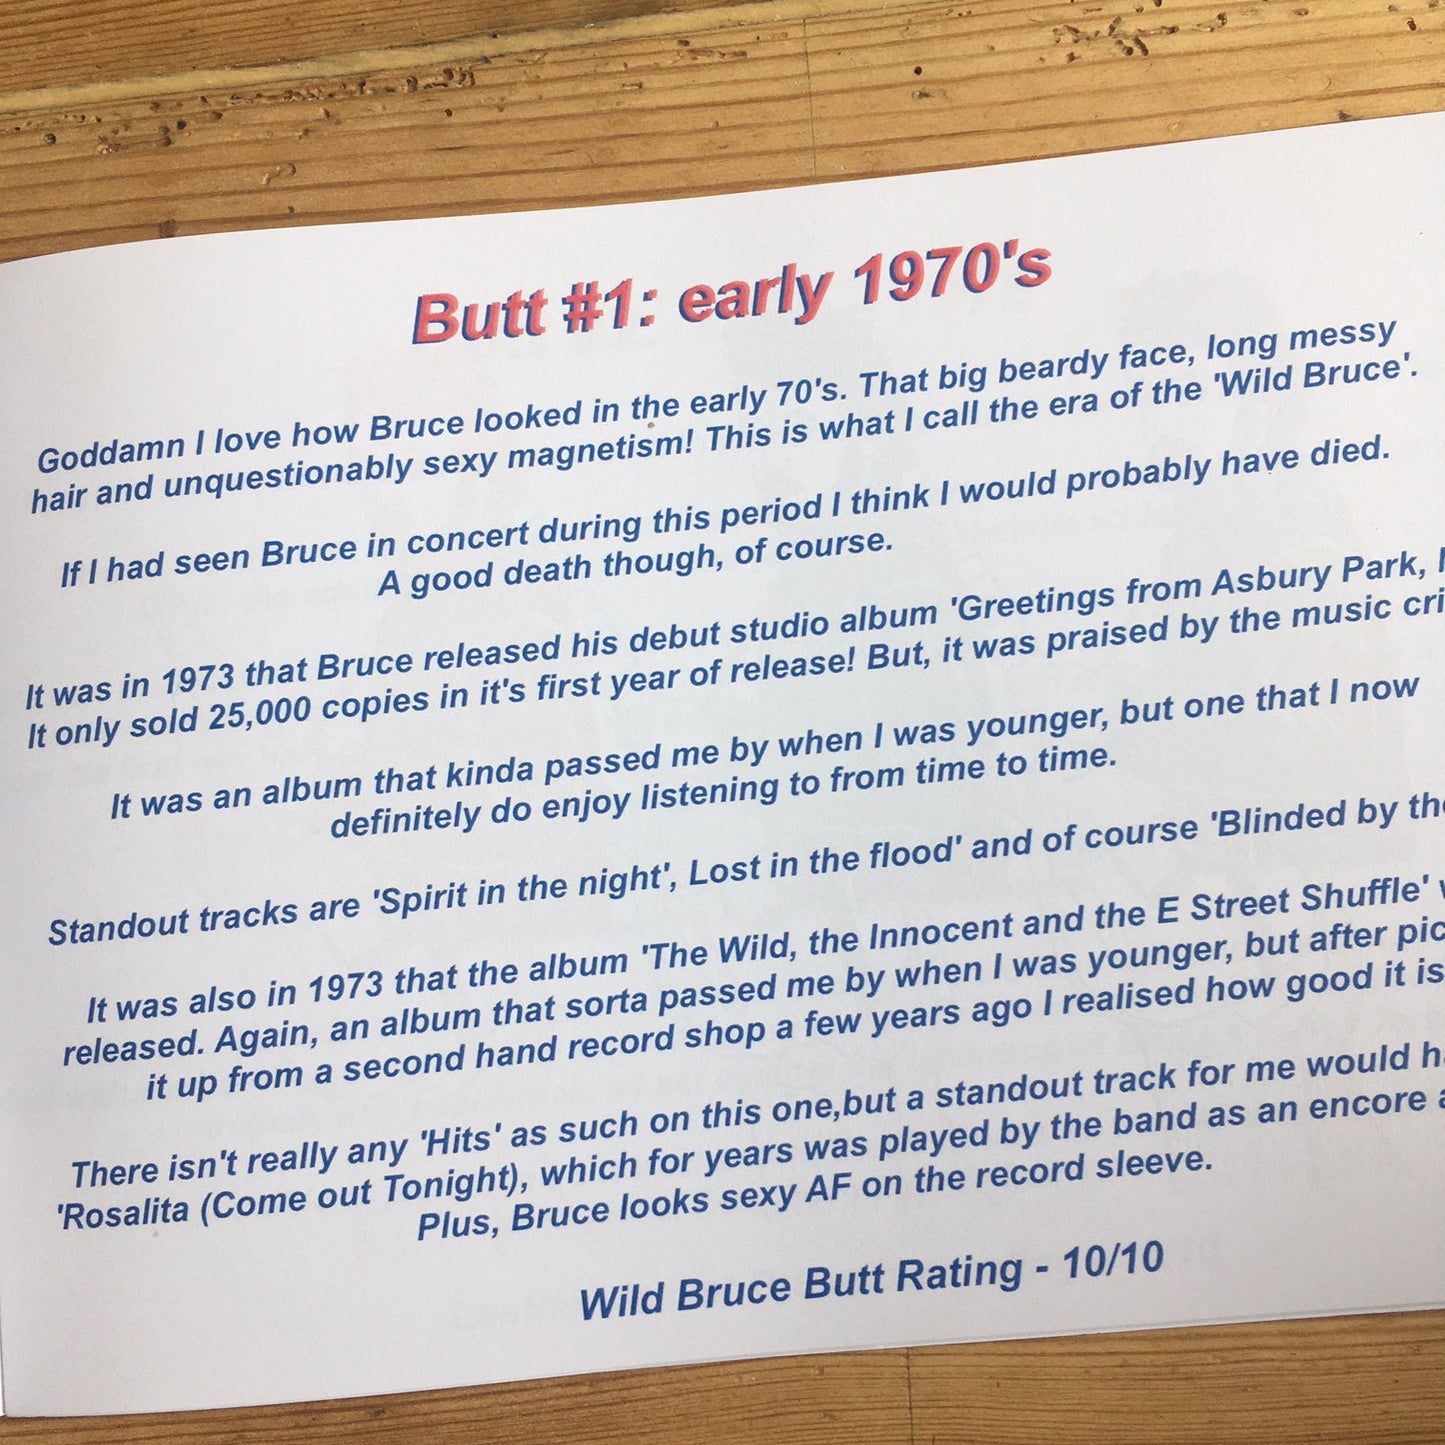 Butt #1: early 1970's
Goddamn I love how Bruce looked in the early 70's. That big beardy face, long messy
hair and unquestionably sexy magnetism! This is what I call the era of the 'Wild Bruce'.
If I had seen Bruce in concert during this period I think I would probably have died.
A good death though, of course.
It was in 1973 that Bruce released his debut studio album 'Greetings from Asbury Park,
It only sold 25,000 copies in it's first year of release! But, it was praised by the music cri
It was an album that kinda passed me by when I was younger, but one that I now
definitely do enjoy listening to from time to time.
Standout tracks are 'Spirit in the night', Lost in the flood' and of course 'Blinded by the
It was also in 1973 that the album 'The Wild, the Innocent and the E Street Shuffle'
released. Again, an album that sorta passed me by when I was younger, but after pic
it up from a second hand record shop a few years ago I realised how good it is
There isn't really any 'Hits' as such on this one,but a standout track for me would ha
'Rosalita (Come out Tonight), which for years was played by the band as an encore a
Plus, Bruce looks sexy AF on the record sleeve.
Wild Bruce Butt Rating - 10/10